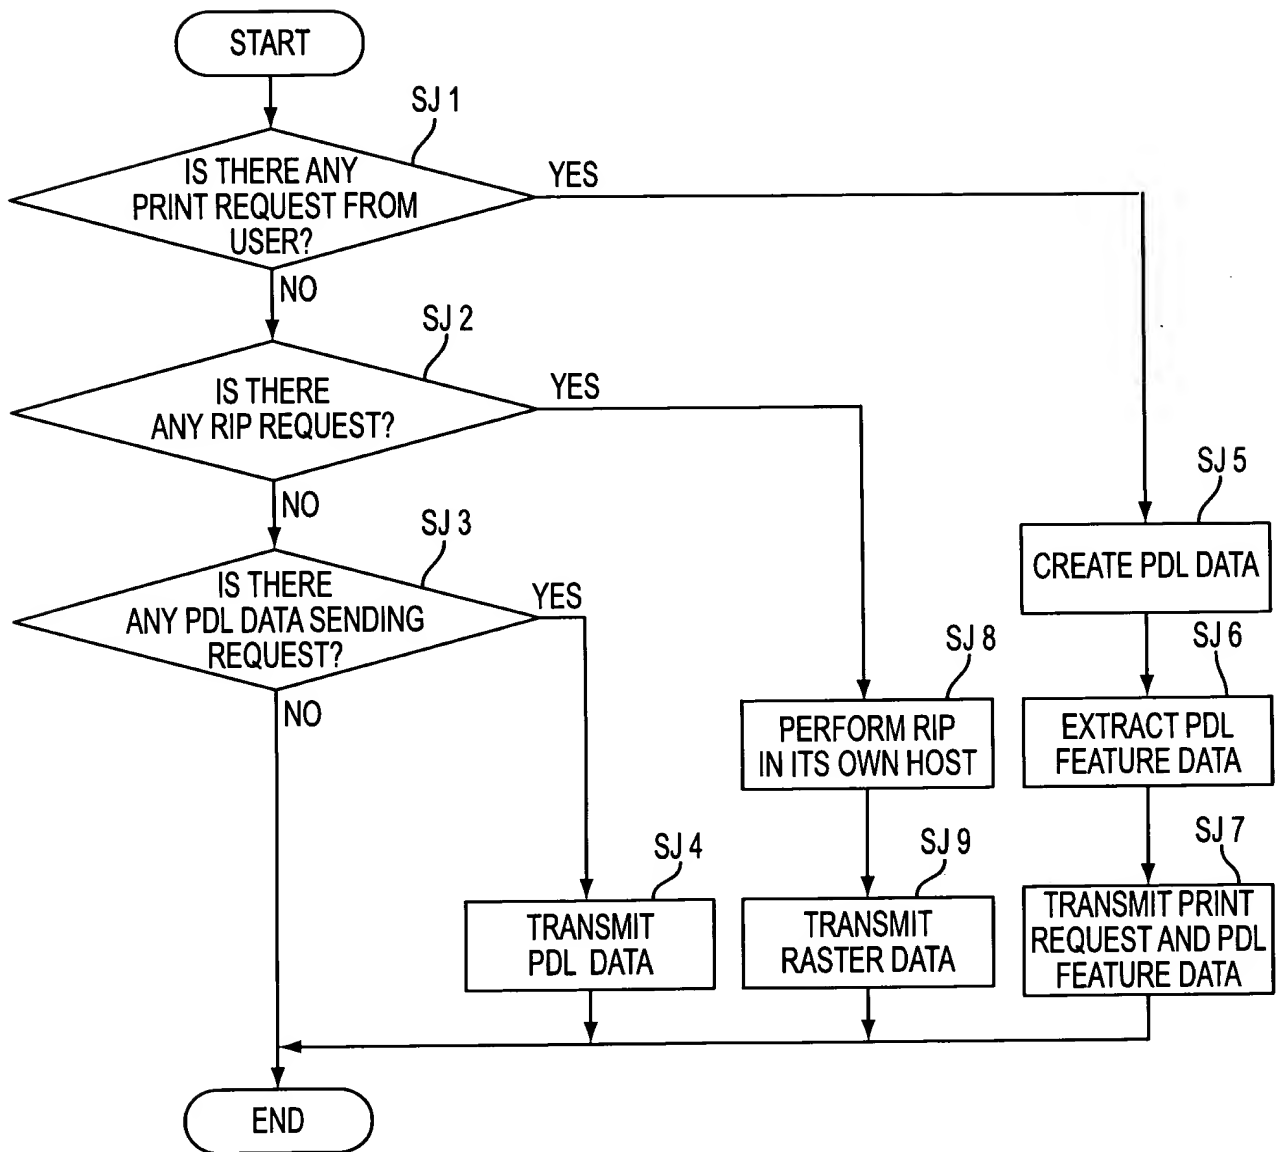 START
SJ 1
IS THERE ANY
PRINT REQUEST FROM
USER?
YES
NO
SJ 2
IS THERE
ANY RIP REQUEST?
YES
NO
SJ 3
IS THERE
ANY PDL DATA SENDING
REQUEST?
YES
NO
SJ 4
TRANSMIT
PDL DATA
SJ 8
PERFORM RIP
IN ITS OWN HOST
SJ 9
TRANSMIT
RASTER DATA
SJ 5
CREATE PDL DATA
SJ 6
EXTRACT PDL
FEATURE DATA
SJ 7
TRANSMIT PRINT
REQUEST AND PDL
FEATURE DATA
END